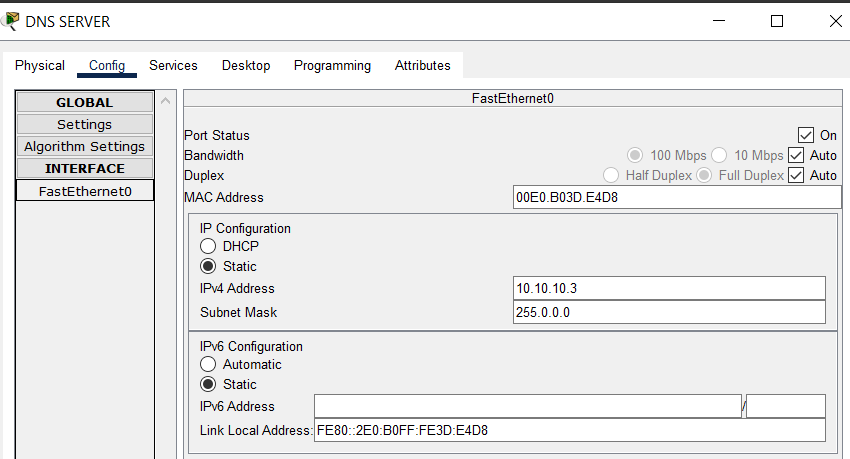 DNS SERVER
Physical Config Services Desktop Programming Attributes
GLOBAL
Settings
Algorithm Settings
INTERFACE
FastEthernet0
FastEthernet0
Port Status On
Bandwidth 100 Mbps 10 Mbps Auto
Duplex Half Duplex Full Duplex Auto
MAC Address 00E0.B03D.E4D8
IP Configuration
DHCP
Static
IPv4 Address 10.10.10.3
Subnet Mask 255.0.0.0
IPv6 Configuration
Automatic
Static
IPv6 Address /
Link Local Address: FE80::2E0:B0FF:FE3D:E4D8